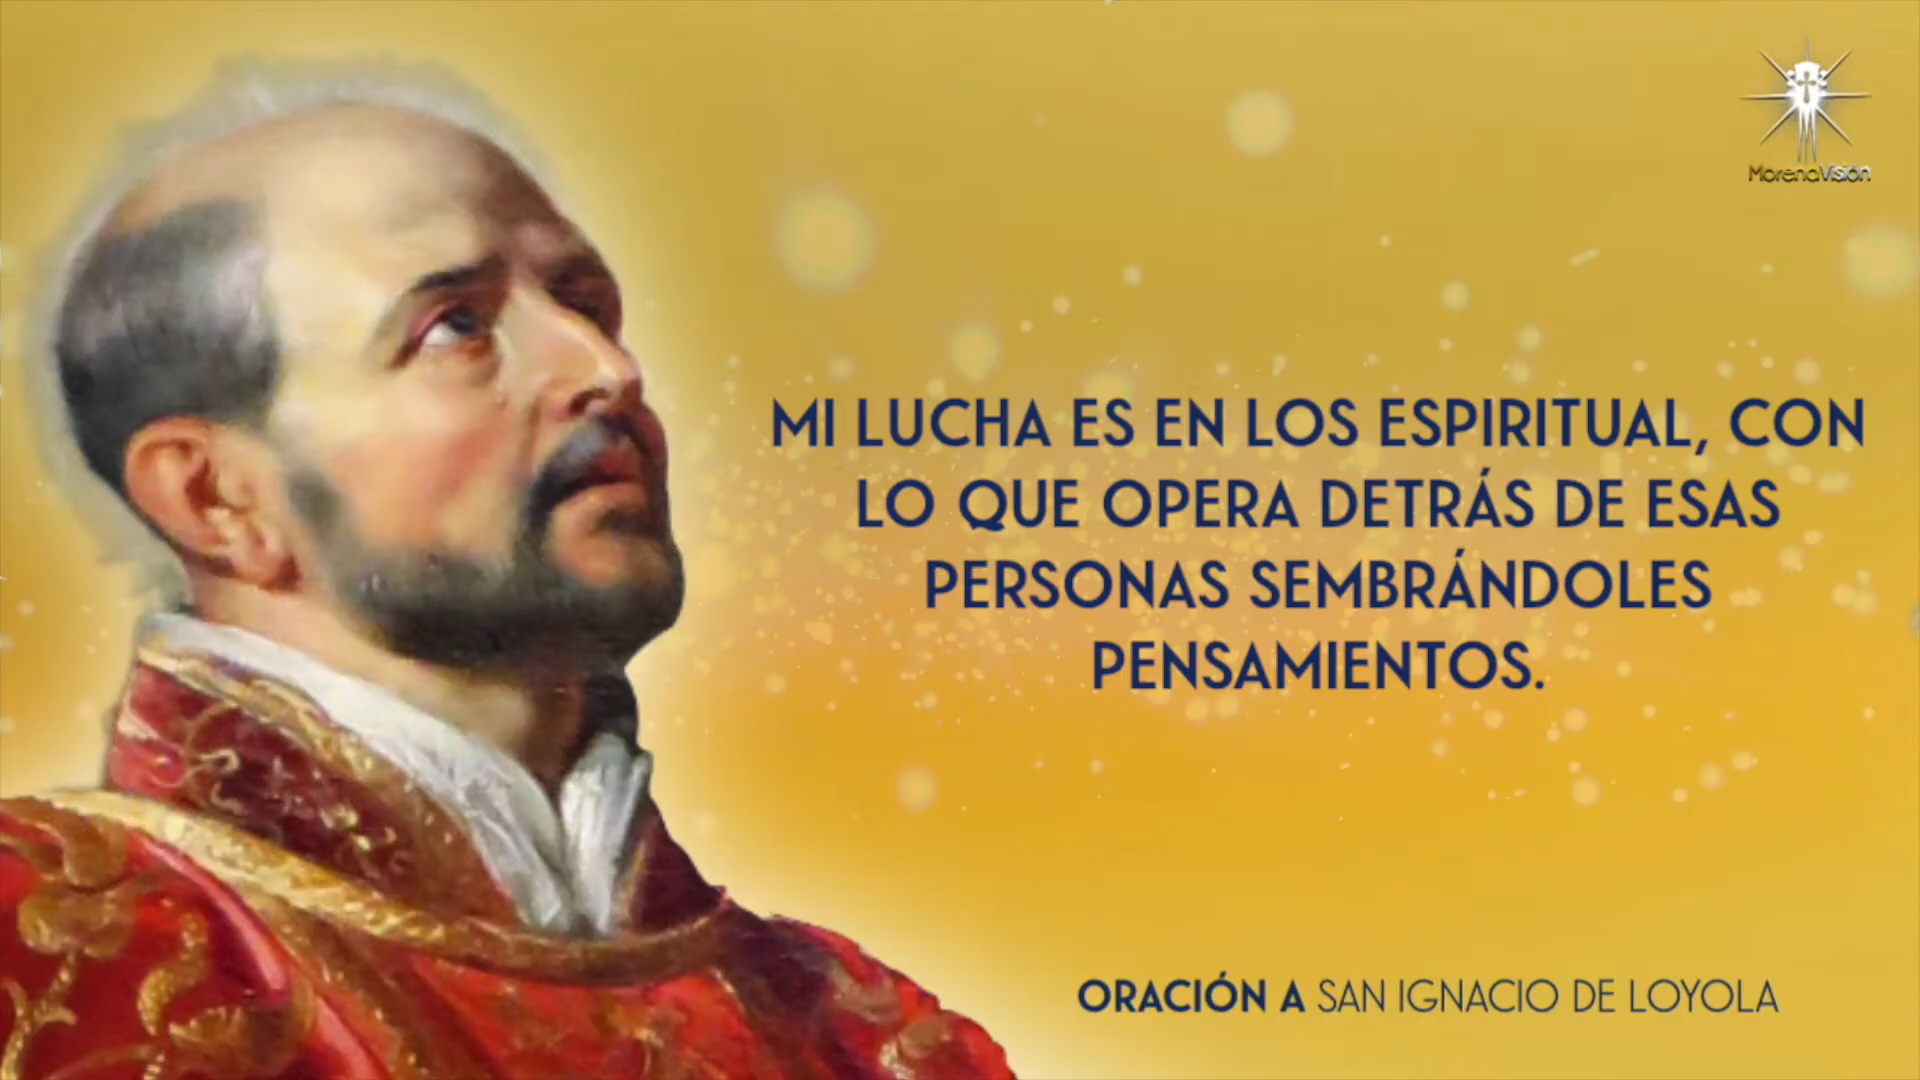 MorenaVisión
MI LUCHA ES EN LOS ESPIRITUAL, CON
LO QUE OPERA DETRÁS DE ESAS
PERSONAS SEMBRÁNDOLES
PENSAMIENTOS.
ORACIÓN A SAN IGNACIO DE LOYOLA